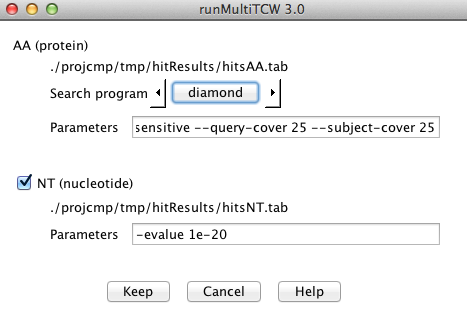 runMultiTCW 3.0
AA (protein)
./projcmp/tmp/hitResults/hitsAA.tab
Search program diamond
Parameters sensitive --query-cover 25 --subject-cover 25
NT (nucleotide)
./projcmp/tmp/hitResults/hitsNT.tab
Parameters -evalue 1e-20
Keep Cancel Help